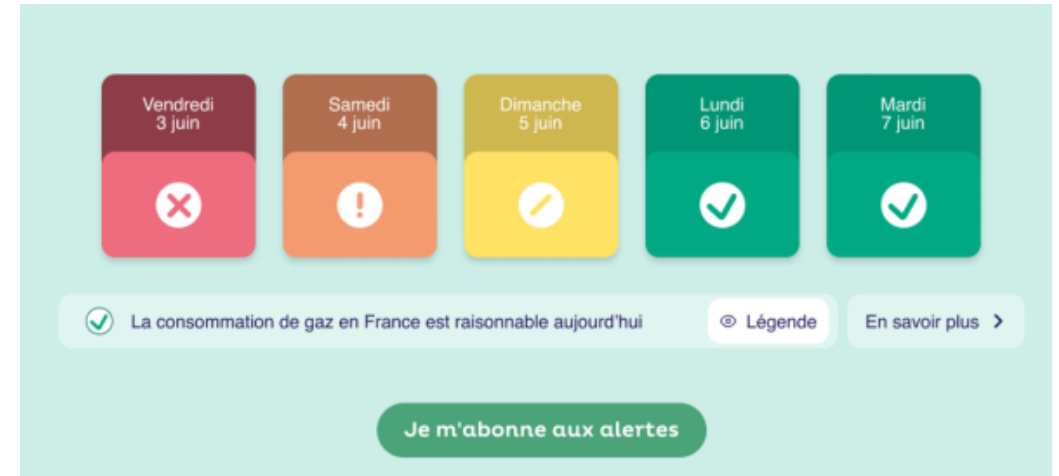 Vendredi
3 juin
Samedi
4 juin
Dimanche
5 juin
Lundi
6 juin
Mardi
7 juin
La consommation de gaz en France est raisonnable aujourd'hui
Légende
En savoir plus
Je m'abonne aux alertes